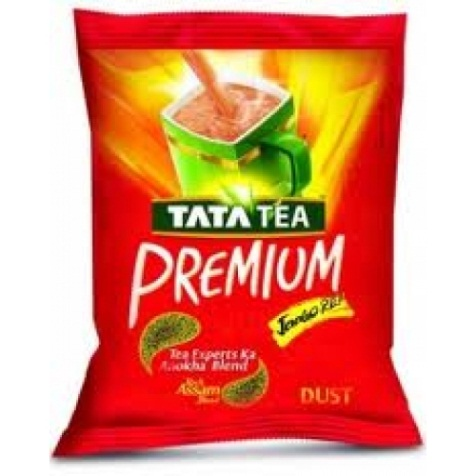 TATA TEA
PREMIUM
Tea Experts Ka
Anokha Blend
Assam
DUST